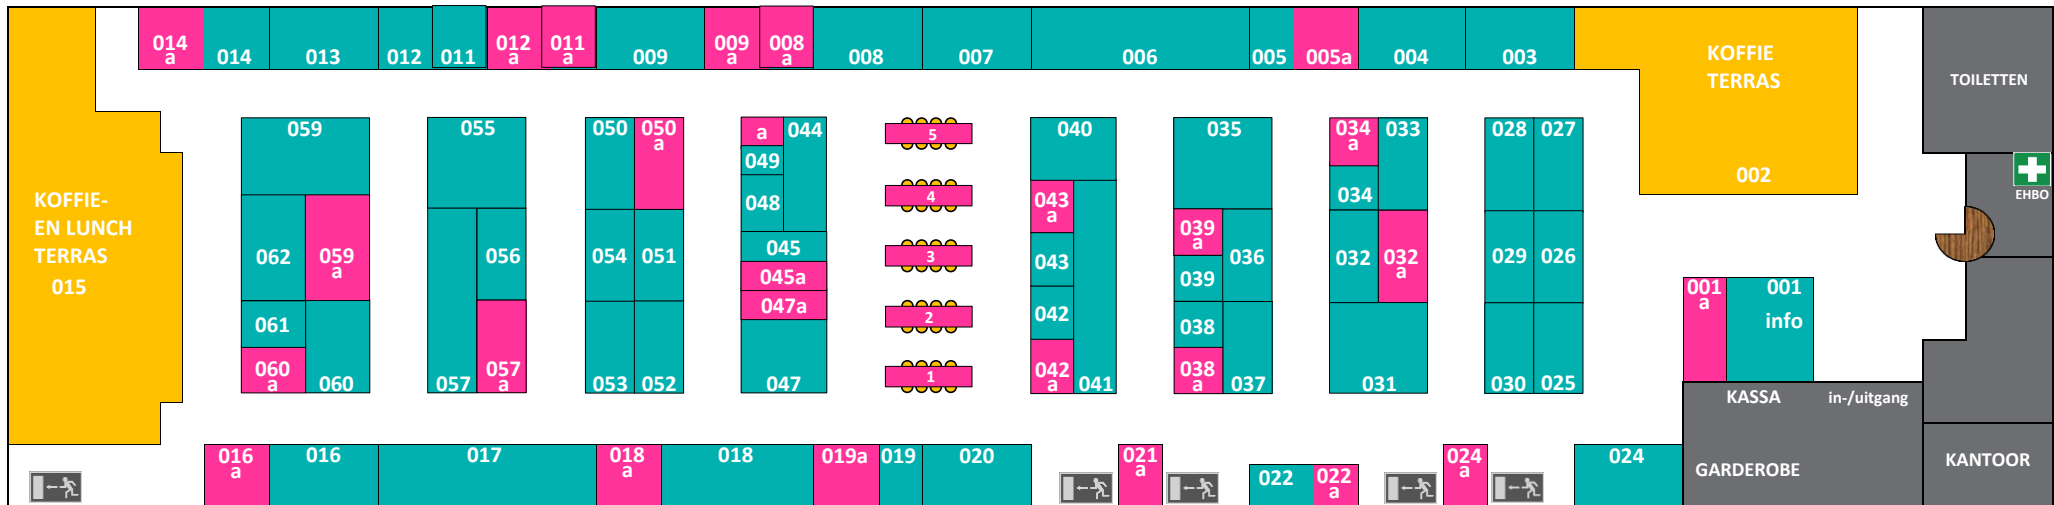 014
a
014
013
012
011
012
a
011
a
009
009
a
008
a
008
007
006
005
005a
004
003
KOFFIE
TERRAS
002
TOILETTEN
EHBO
KOFFIE-
EN LUNCH
TERRAS
015
059
062
059
a
061
060
a
060
055
056
057
057
a
050
050
a
054
051
053
052
a
044
049
048
045
045a
047a
047
5
4
3
2
1
040
043
a
043
042
042
a
041
035
039
a
036
039
038
038
a
037
034
a
033
034
032
032
a
031
028
027
029
026
030
025
001
a
001
info
KASSA
in-/uitgang
GARDEROBE
KANTOOR
016
a
016
017
018
a
018
019a
019
020
021
a
022
022
a
024
a
024